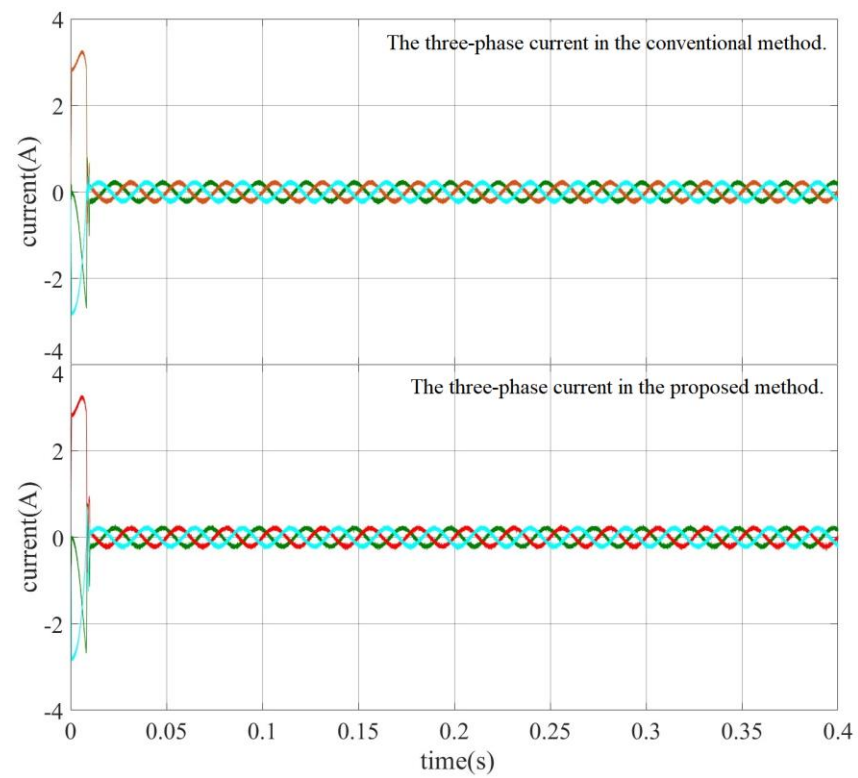 4
The three-phase current in the conventional method.
2
current(A)
0
-2
-4
4
The three-phase current in the proposed method.
2
current(A)
0
-2
-4
0 0.05 0.1 0.15 0.2 0.25 0.3 0.35 0.4
time(s)